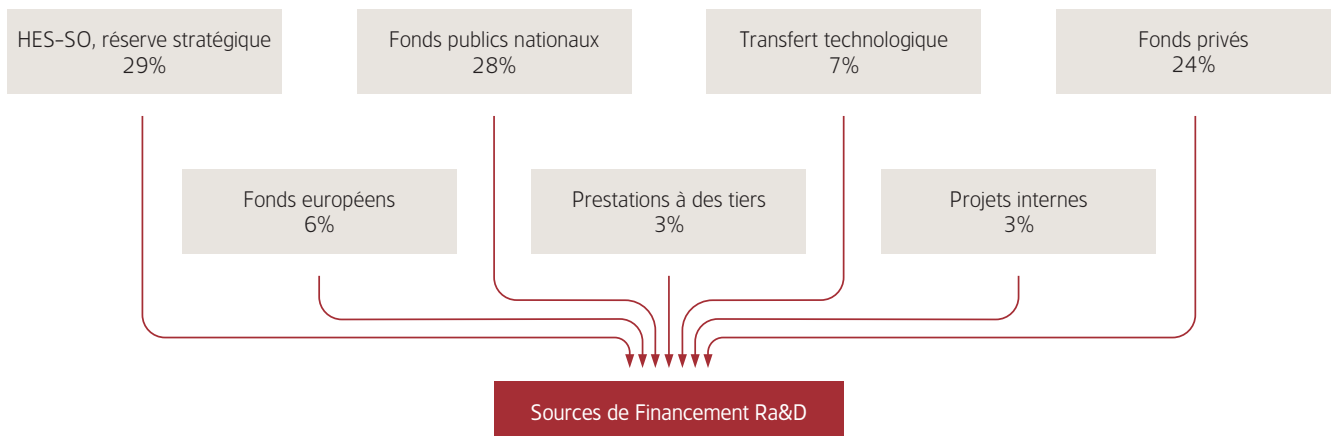 HES-SO, réserve stratégique
29%
Fonds publics nationaux
28%
Transfert technologique
7%
Fonds privés
24%
Fonds européens
6%
Prestations à des tiers
3%
Projets internes
3%
Sources de Financement Ra&D